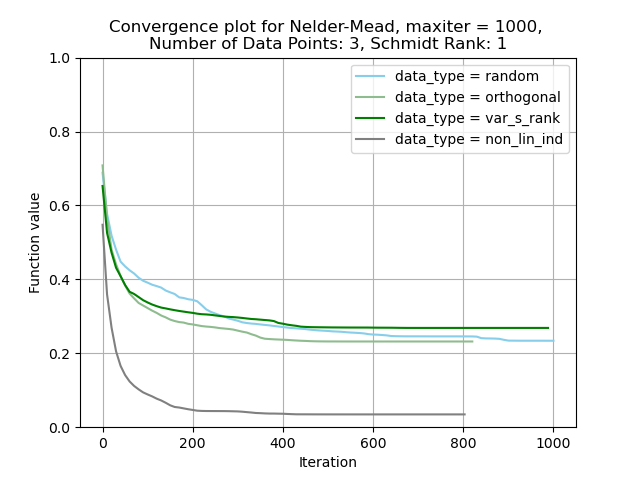 Convergence plot for Nelder-Mead, maxiter = 1000,
Number of Data Points: 3, Schmidt Rank: 1
data_type = random
data_type = orthogonal
data_type = var_s_rank
data_type = non_lin_ind
Function value
1.0
0.8
0.6
0.4
0.2
0.0
0 200 400 600 800 1000
Iteration